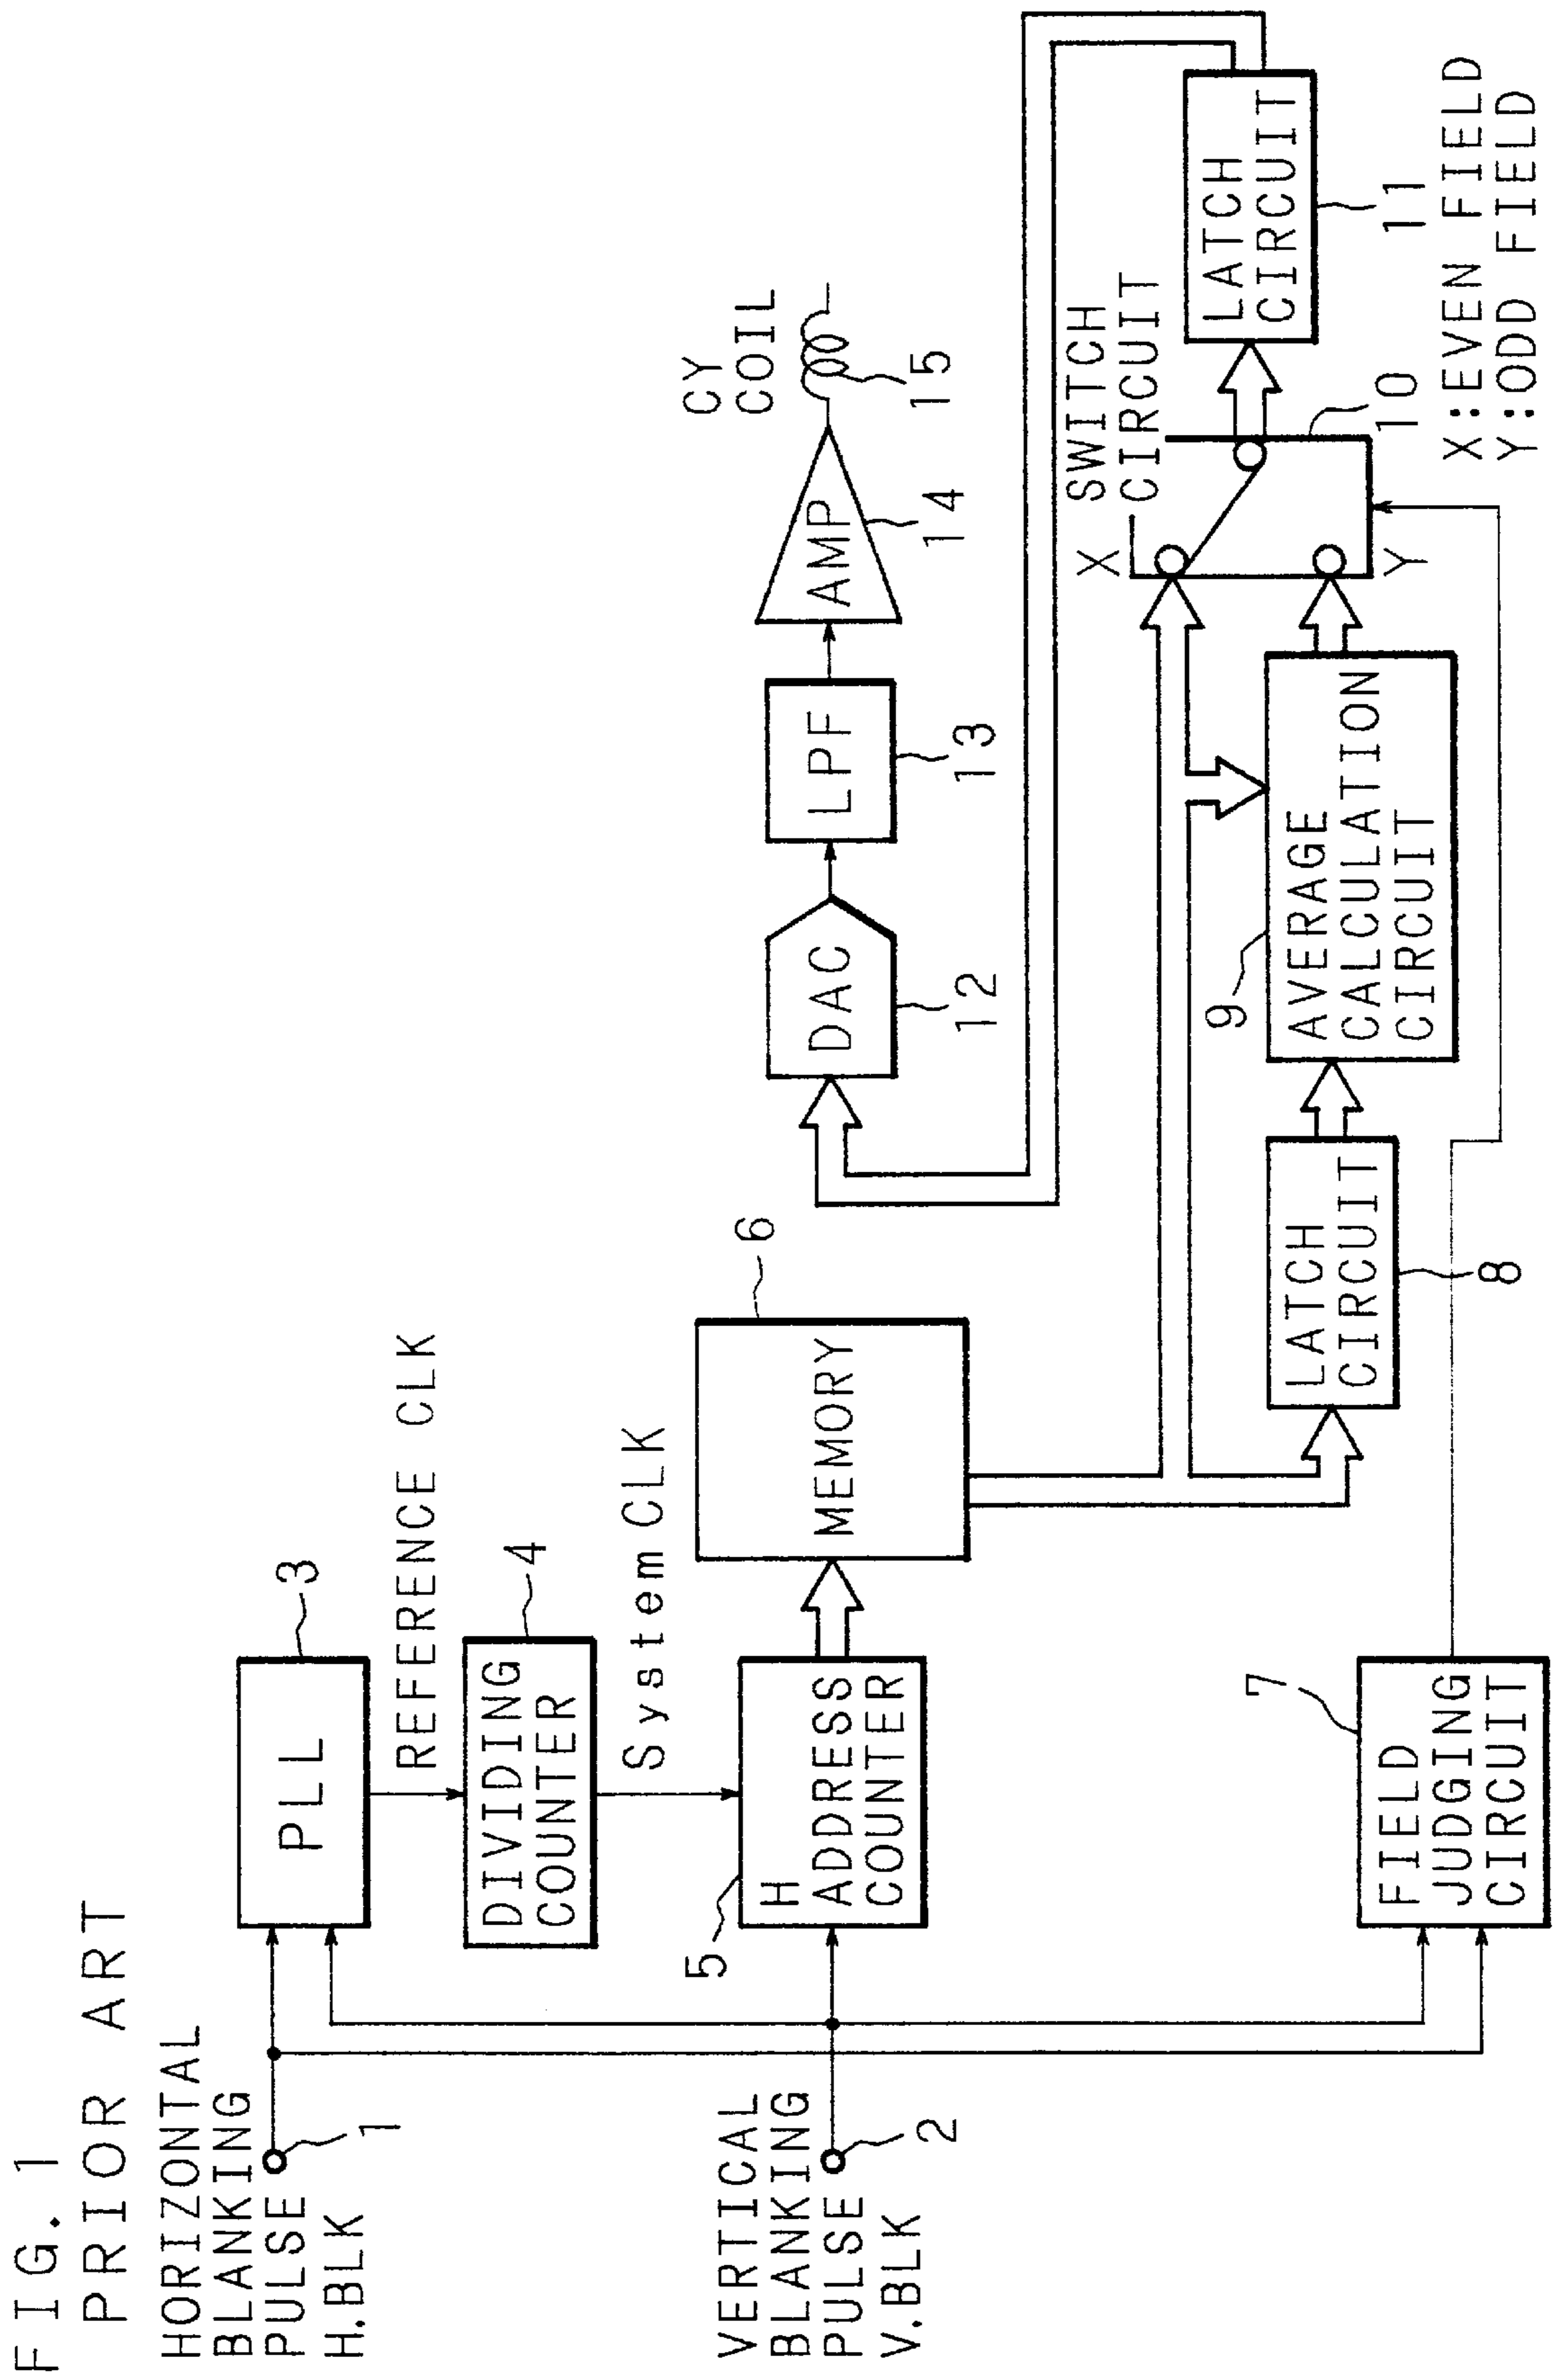 FIG. 1
PRIOR ART
HORIZONTAL
BLANKING
PULSE
H.BLK
1
PLL
3
REFERENCE CLK
DIVIDING
COUNTER
4
System CLK
VERTICAL
BLANKING
PULSE
V.BLK
2
5
H
ADDRESS
COUNTER
MEMORY
6
7
FIELD
JUDGING
CIRCUIT
LATCH
CIRCUIT
8
9
AVERAGE
CALCULATION
CIRCUIT
X
Y
SWITCH
CIRCUIT
10
LATCH
CIRCUIT
11
X:EVEN FIELD
Y:ODD FIELD
DAC
12
LPF
13
AMP
14
CY
COIL
15